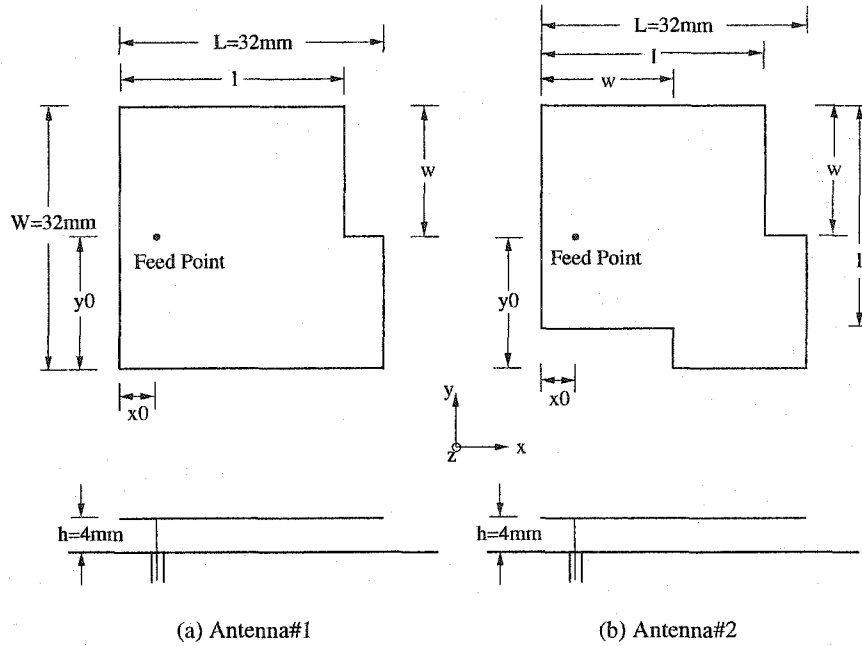 L=32mm
l
w
W=32mm
Feed Point
y0
x0
h=4mm
(a) Antenna#1
L=32mm
l
w
w
l
Feed Point
y0
x0
y
x
z
h=4mm
(b) Antenna#2